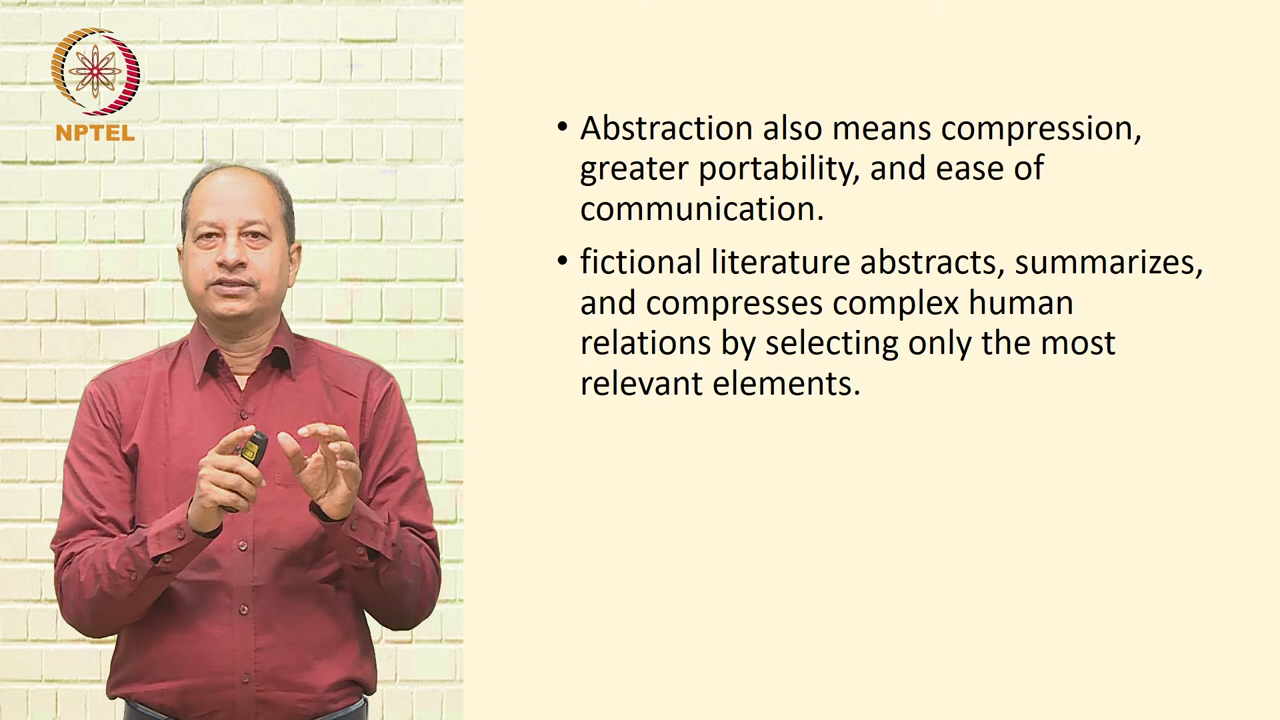 NPTEL
• Abstraction also means compression,
greater portability, and ease of
communication.
• fictional literature abstracts, summarizes,
and compresses complex human
relations by selecting only the most
relevant elements.